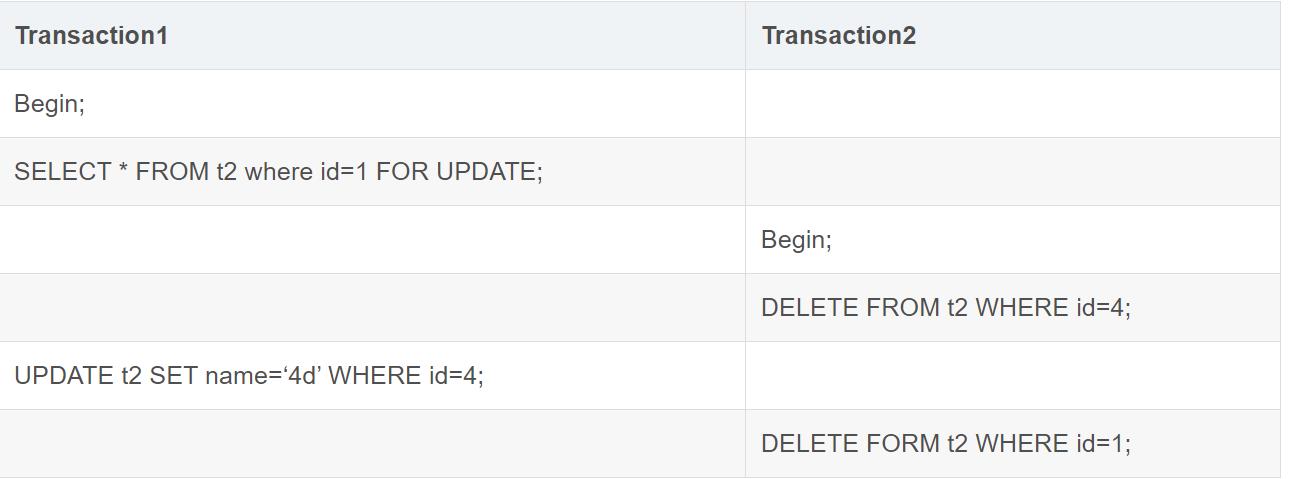 Transaction1 Transaction2
Begin;
SELECT * FROM t2 where id=1 FOR UPDATE;
Begin;
DELETE FROM t2 WHERE id=4;
UPDATE t2 SET name=‘4d’ WHERE id=4;
DELETE FORM t2 WHERE id=1;